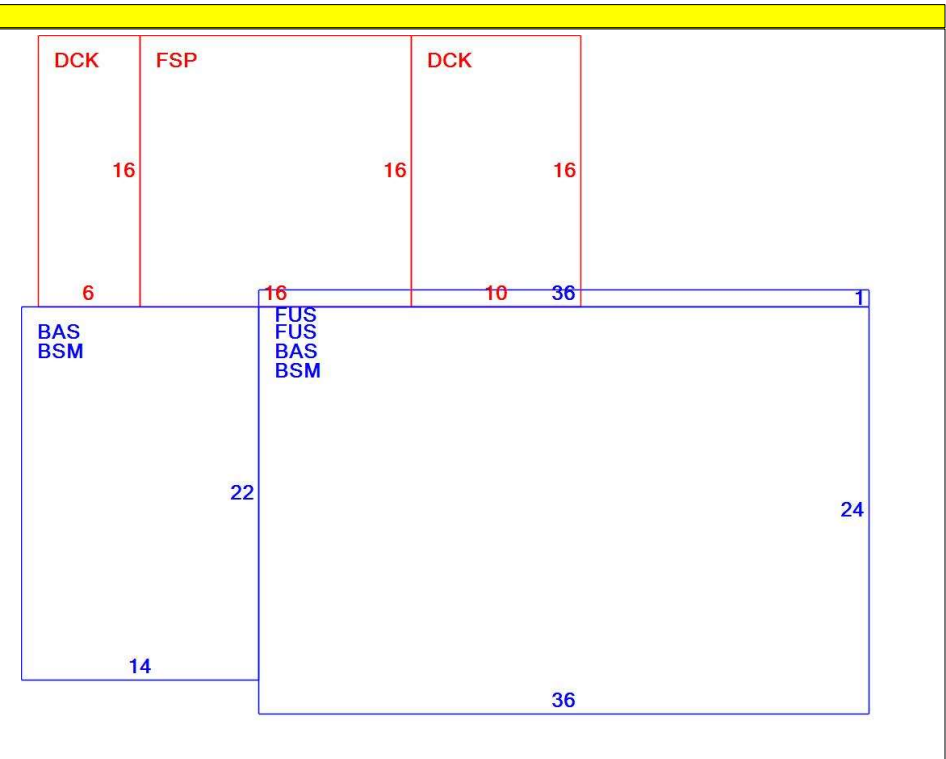 DCK FSP DCK
16 16 16
6 16 10 36 1
FUS
BAS FUS
BSM BAS
BSM
22 24
14
36